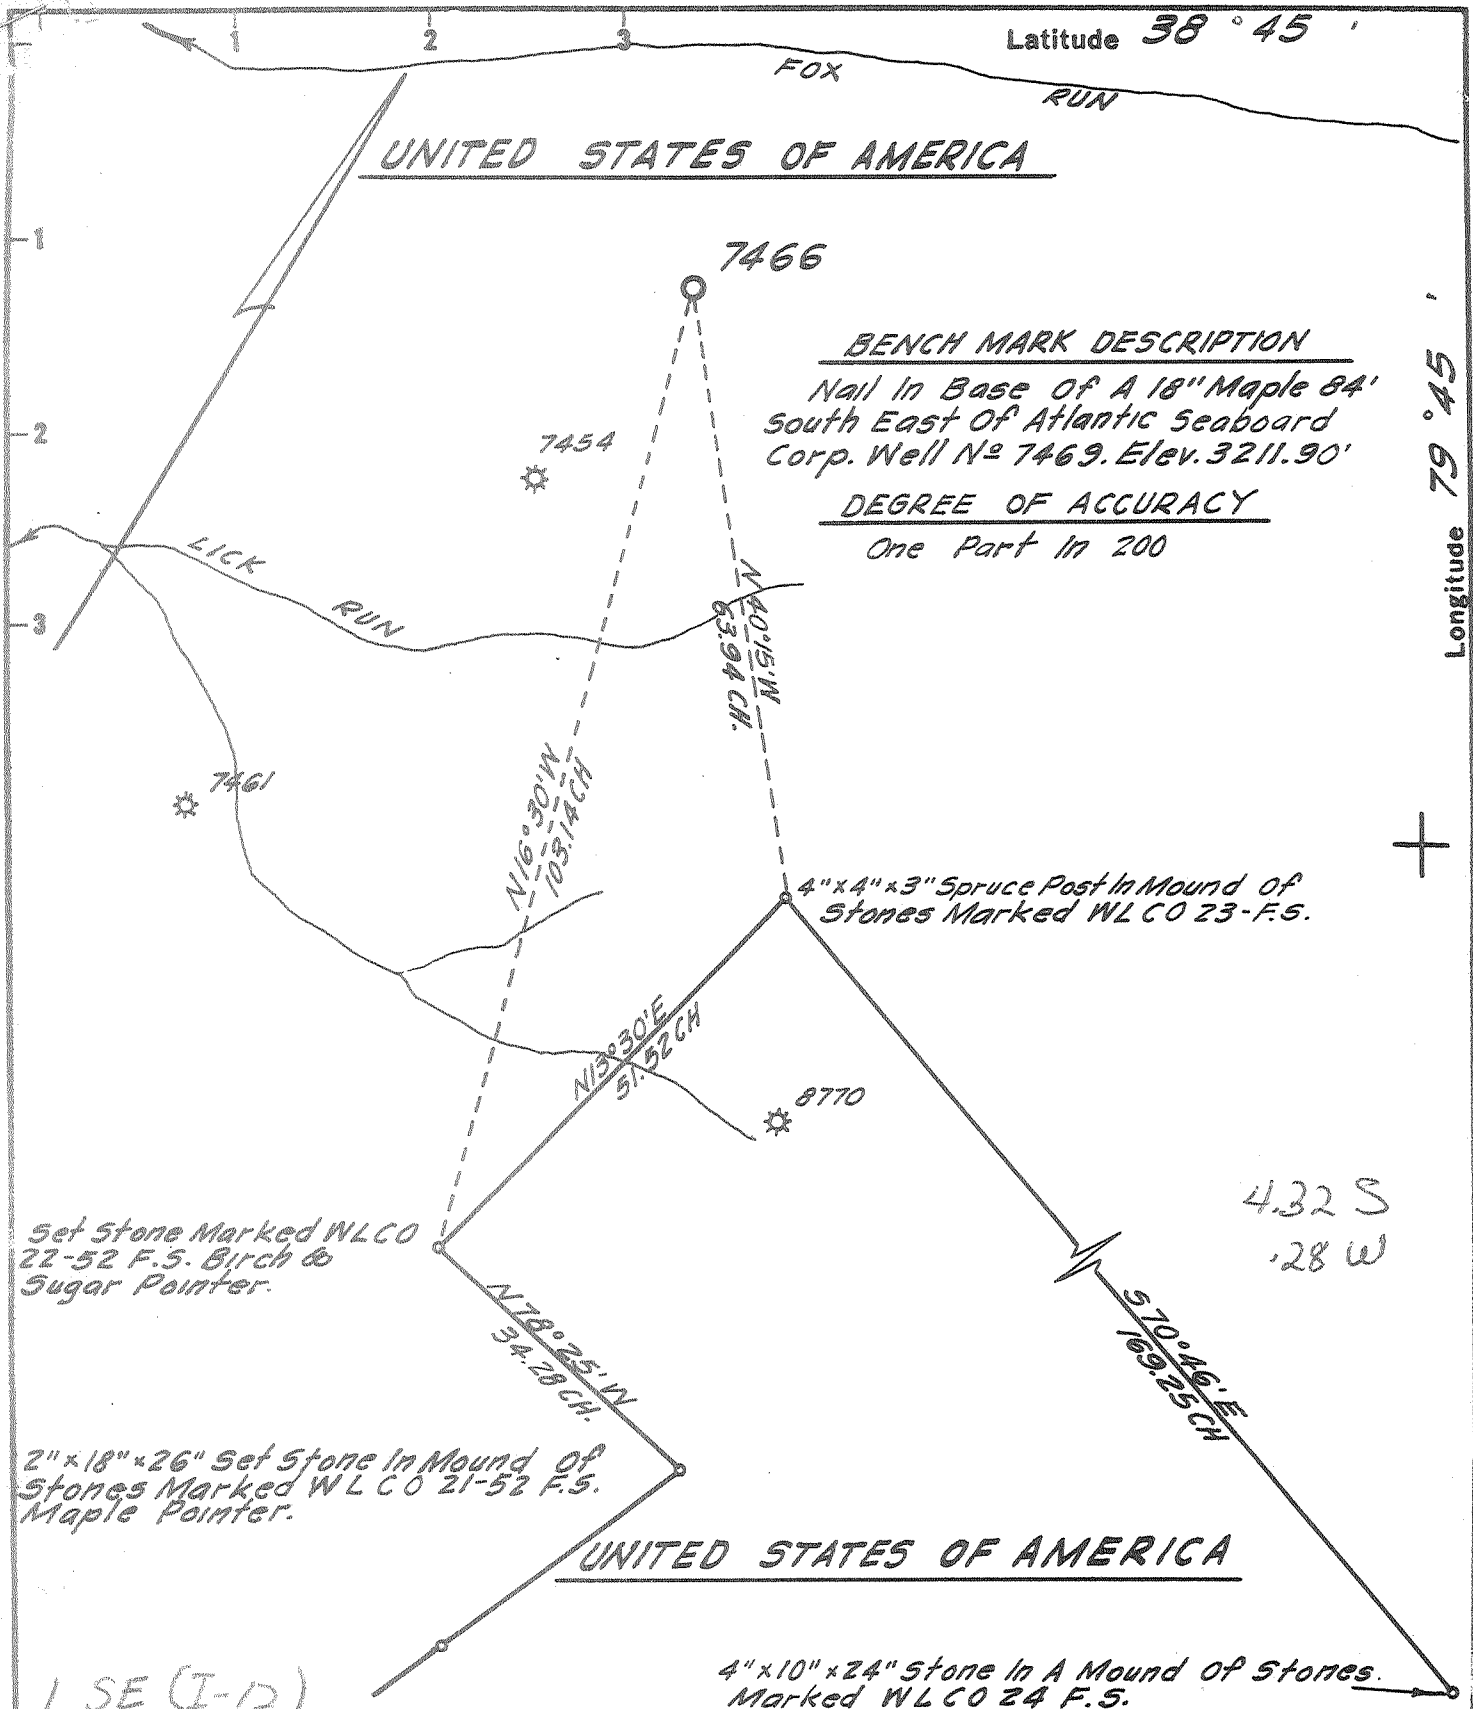 1 2 3 Latitude 38 ° 45 '
FOX
RUN
UNITED STATES OF AMERICA
1
7466
BENCH MARK DESCRIPTION
Nail In Base Of A 18" Maple 84'
South East Of Atlantic Seaboard
Corp. Well Nº 7469. Elev. 3211.90'
Longitude 79 ° 45 '
2
7454
DEGREE OF ACCURACY
One Part In 200
LICK
RUN
3
N40°15'W
63.94 CH.
7461
N16°30'W
103.14 CH
4"x4"x3" Spruce Post In Mound Of
Stones Marked WLCO 23-F.S.
N13°30'E
51.52 CH
8770
4.32 S
.28 W
Set Stone Marked WLCO
22-52 F.S. Birch &
Sugar Pointer.
N78°25'W
34.28 CH.
S70°46'E
169.25 CH
2"x18"x26" Set Stone In Mound Of
Stones Marked WLCO 21-52 F.S.
Maple Pointer.
UNITED STATES OF AMERICA
4"x10"x24" Stone In A Mound Of Stones.
Marked WLCO 24 F.S.
1 SE (I-12)